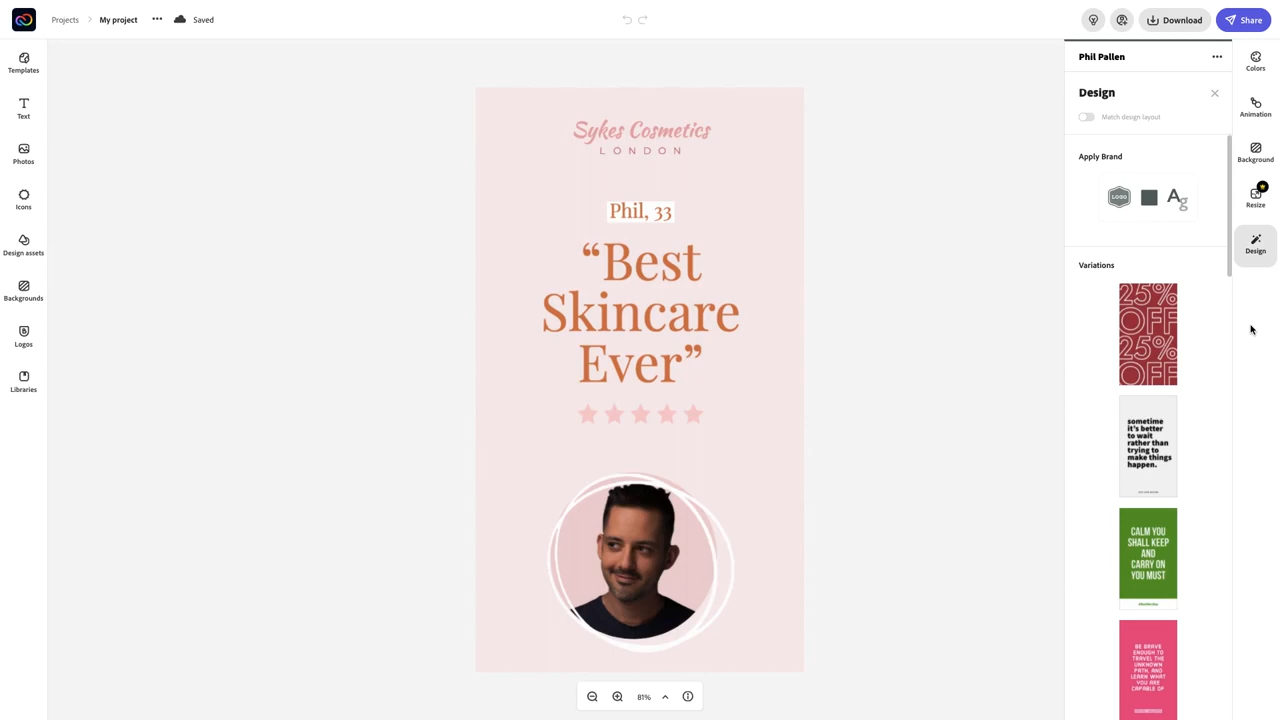 Projects
My project
Saved
Download
Share
Templates
Text
Photos
Icons
Design assets
Backgrounds
Logos
Libraries
Sykes Cosmetics
LONDON
Phil, 33
“Best
Skincare
Ever”
81%
Phil Pallen
Design
Match design layout
Apply Brand
LOGO
Ag
Variations
25%
OFF
25%
OFF
sometime
it's better
to wait
rather than
trying to
make things
happen.
CALM YOU
SHALL KEEP
AND
CARRY ON
YOU MUST
BE BRAVE
ENOUGH TO
TRAVEL THE
UNKNOWN
PATH, AND
LEARN WHAT
YOU ARE
CAPABLE OF
Colors
Animation
Background
Resize
Design